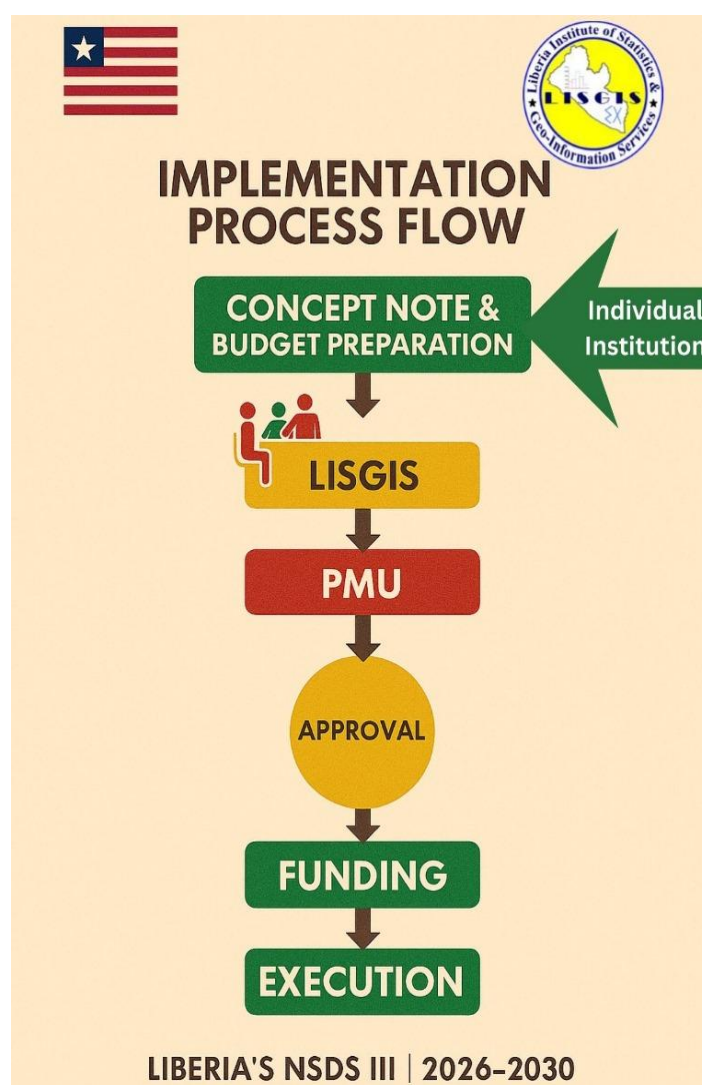 Liberia Institute of Statistics &
Geo-Information Services
LISGIS
IMPLEMENTATION
PROCESS FLOW
CONCEPT NOTE &
BUDGET PREPARATION
Individual
Institution
LISGIS
PMU
APPROVAL
FUNDING
EXECUTION
LIBERIA'S NSDS III | 2026–2030